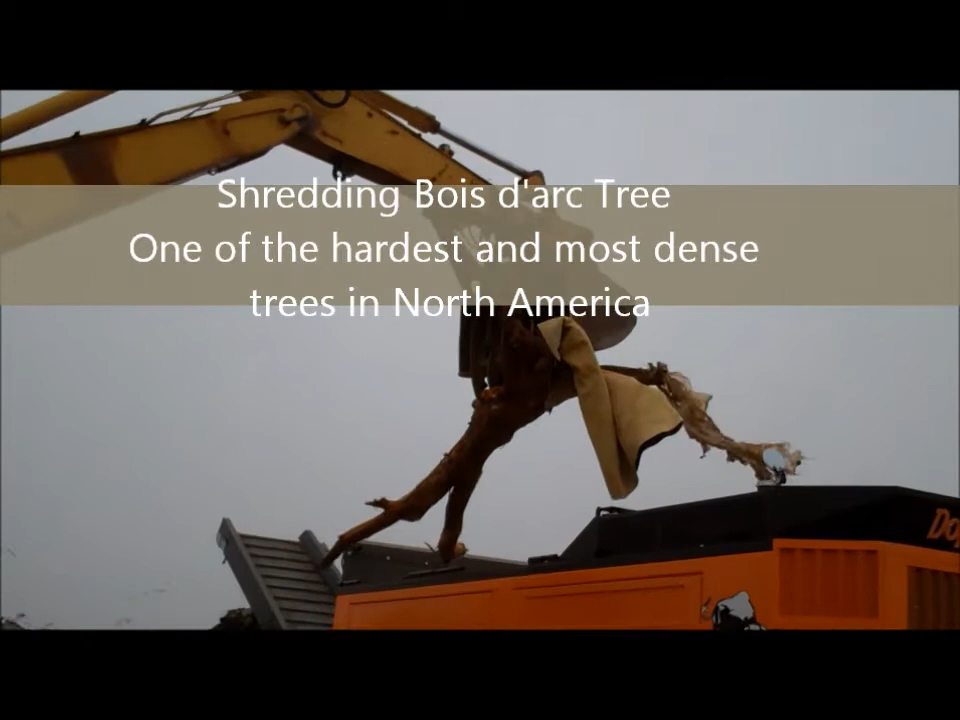 Shredding Bois d'arc Tree
One of the hardest and most dense
trees in North America